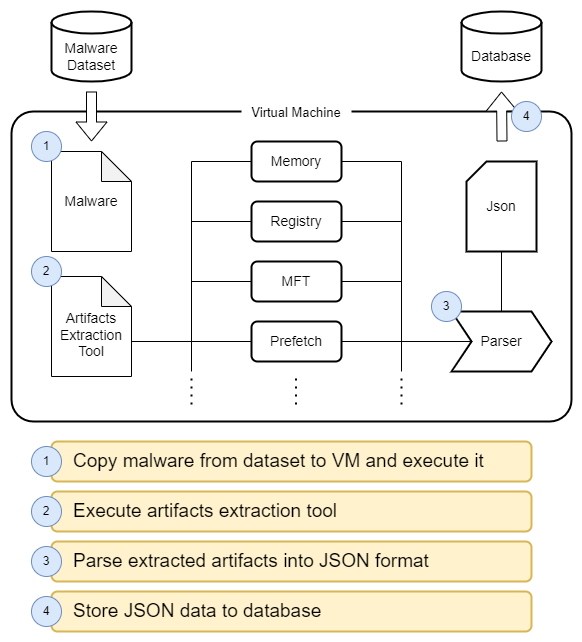 Malware
Dataset
Database
Virtual Machine
4
1
Malware
Memory
Json
Registry
2
MFT
Artifacts
Extraction
Tool
3
Prefetch
Parser
1 Copy malware from dataset to VM and execute it
2 Execute artifacts extraction tool
3 Parse extracted artifacts into JSON format
4 Store JSON data to database